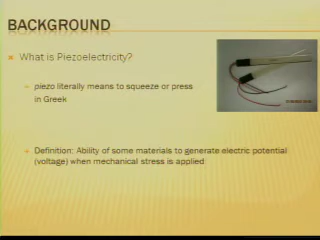 BACKGROUND
What is Piezoelectricity?
piezo literally means to squeeze or press
in Greek
Definition: Ability of some materials to generate electric potential
(voltage) when mechanical stress is applied